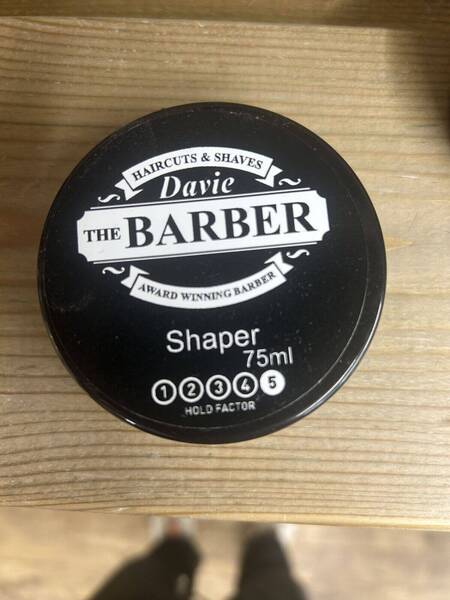 HAIRCUTS & SHAVES
Davie
THE BARBER
AWARD WINNING BARBER
Shaper
75ml
1 2 3 4 5
HOLD FACTOR